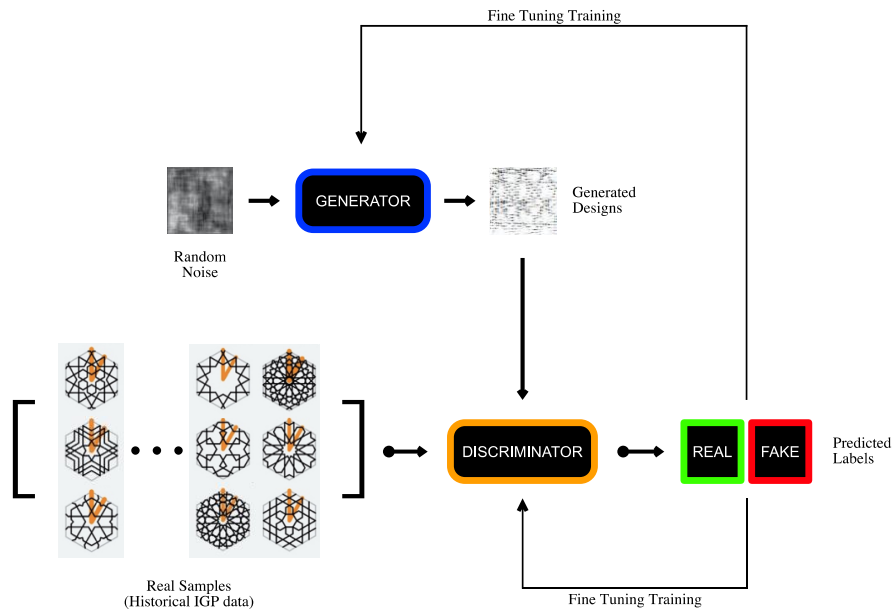 Fine Tuning Training
GENERATOR
Generated
Designs
Random
Noise
DISCRIMINATOR
REAL
FAKE
Predicted
Labels
Real Samples
(Historical IGP data)
Fine Tuning Training